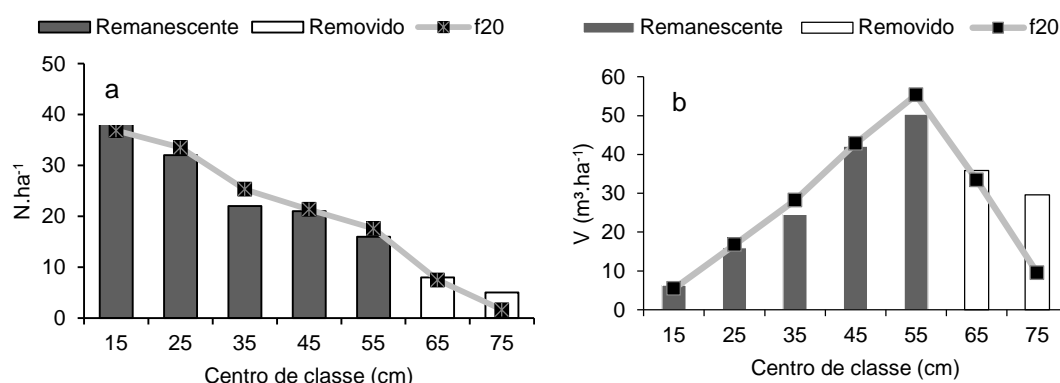 Remanescente Removido f20
a
N.ha⁻¹
50
40
30
20
10
0
15 25 35 45 55 65 75
Centro de classe (cm)
Remanescente Removido f20
b
V (m³.ha⁻¹)
60
50
40
30
20
10
0
15 25 35 45 55 65 75
Centro de classe (cm)